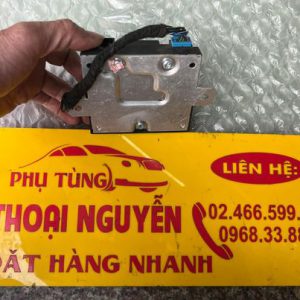 PHỤ TÙNG
LIÊN HỆ:
THOẠI NGUYỄN
02.466.599.
0968.33.88
ĐẶT HÀNG NHANH